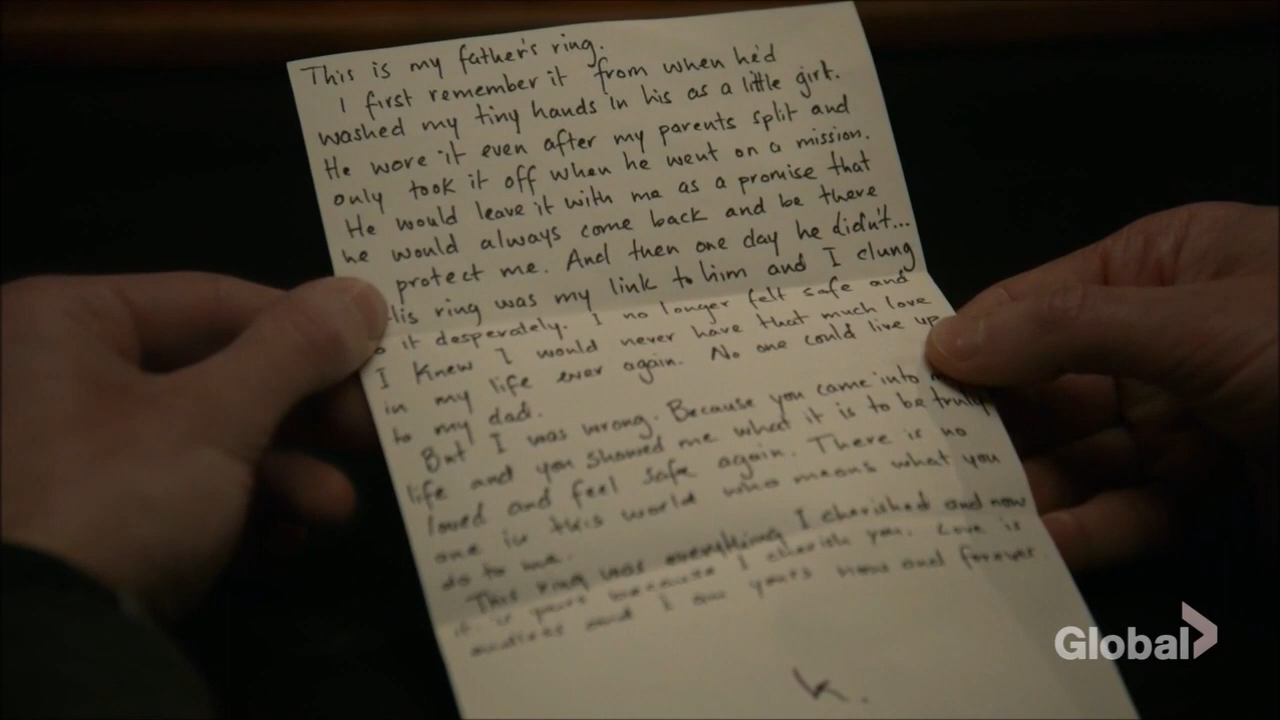 This is my father's ring.
I first remember it from when he'd
washed my tiny hands in his as a little girl.
He wore it even after my parents split and
only took it off when he went on a mission.
He would leave it with me as a promise that
he would always come back and be there
protect me. And then one day he didn't...
His ring was my link to him and I clung
o it desperately. I no longer felt safe and
I knew I would never have that much love
in my life ever again. No one could live up
to my dad.
But I was wrong. Because you came into
life and you showed me what it is to be truly
loved and feel safe again. There is no
one in this world who means what you
do to me.
This ring was everything I cherished and now
it is yours because I cherish you. Love is
and I am yours now and forever
K.
Global